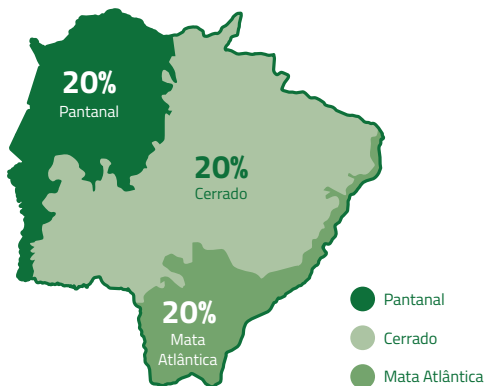 20%
Pantanal
20%
Cerrado
20%
Mata
Atlântica
Pantanal
Cerrado
Mata Atlântica